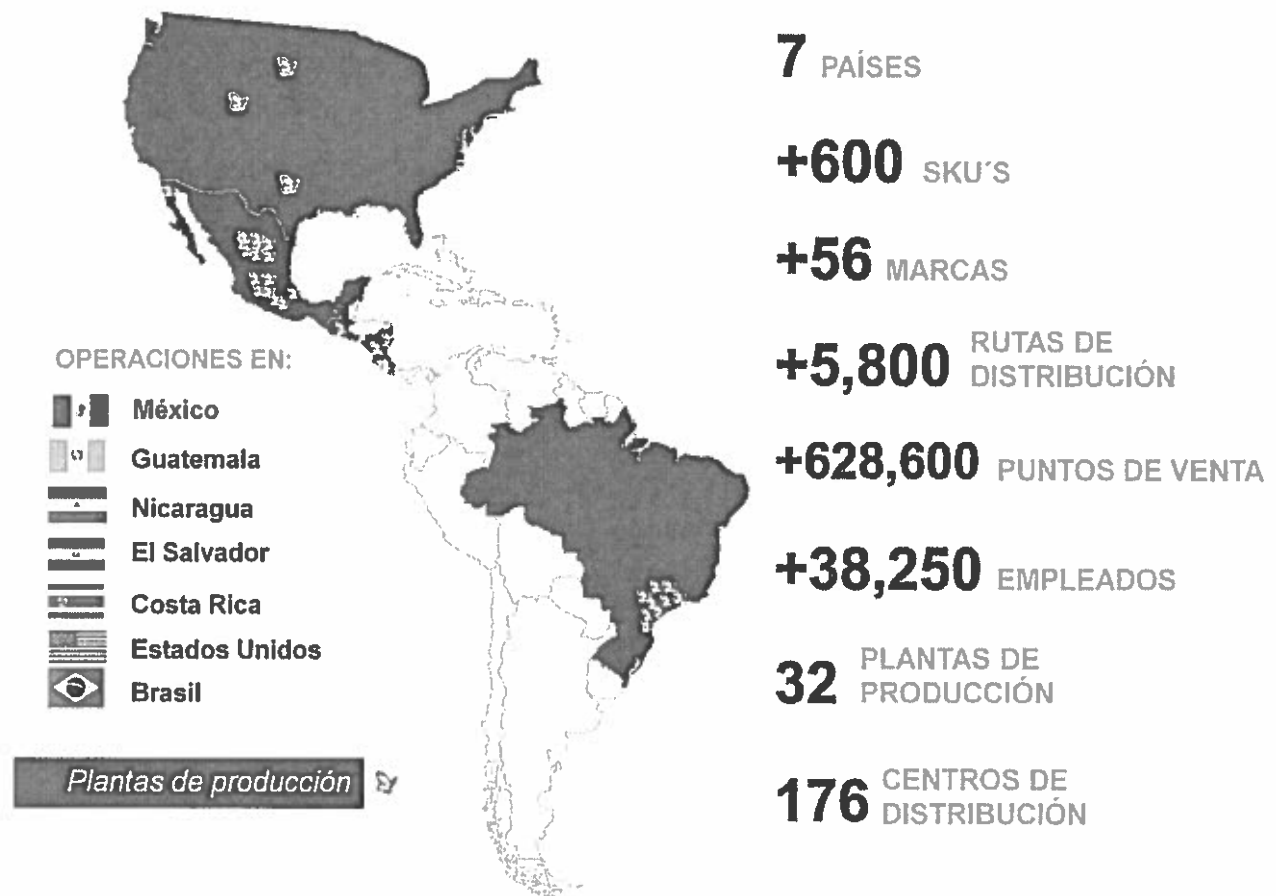 7 PAÍSES
+600 SKU´S
+56 MARCAS
+5,800 RUTAS DE
DISTRIBUCIÓN
+628,600 PUNTOS DE VENTA
+38,250 EMPLEADOS
32 PLANTAS DE
PRODUCCIÓN
176 CENTROS DE
DISTRIBUCIÓN
OPERACIONES EN:
México
Guatemala
Nicaragua
El Salvador
Costa Rica
Estados Unidos
Brasil
Plantas de producción